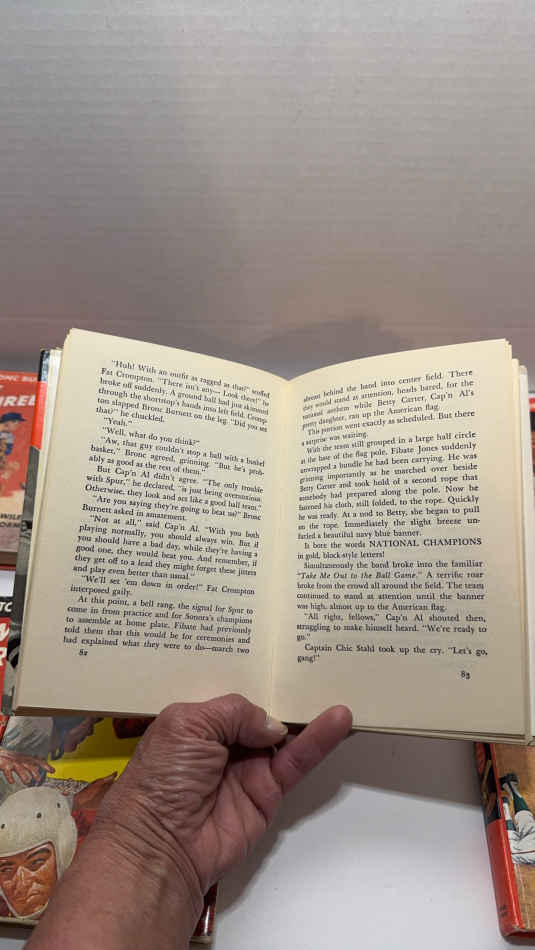 "Huh! With an outfit as ragged as that?" scoffed
Fat Crompton. "There isn't any— Look there!" he
broke off suddenly. A ground ball had just skimmed
through the shortstop's hands into left field. Cromp-
ton slapped Bronc Burnett on the leg. "Did you see
that?" he chuckled.
"Yeah."
"Well, what do you think?"
"Aw, that guy couldn't stop a ball with a bushel
basket," Bronc agreed, grinning. "But he's prob-
ably as good as the rest of them."
But Cap'n Al didn't agree. "The only trouble
with Spur," he declared, "is just being overanxious.
Otherwise, they look and act like a good ball team."
"Are you saying they're going to beat us?" Bronc
Burnett asked in amazement.
"Not at all," said Cap'n Al. "With you both
playing normally, you should always win. But if
you should have a bad day, while they're having a
good one, they would beat you. And remember, if
they get off to a lead they might forget these jitters
and play even better than usual."
"We'll set 'em down in order!" Fat Crompton
interposed gaily.
At this point, a bell rang, the signal for Spur to
come in from practice and for Sonora's champions
to assemble at home plate. Fibate had previously
told them that this would be for ceremonies and
had explained what they were to do—march two
82
abreast behind the band into center field. There
they would stand at attention, heads bared, for the
national anthem while Betty Carter, Cap'n Al's
pretty daughter, ran up the American flag.
This portion went exactly as scheduled. But there
a surprise was waiting.
With the team still grouped in a large half circle
at the base of the flag pole, Fibate Jones suddenly
unwrapped a bundle he had been carrying. He was
grinning importantly as he marched over beside
Betty Carter and took hold of a second rope that
somebody had prepared along the pole. Now he
fastened his cloth, still folded, to the rope. Quickly
he was ready. At a nod to Betty, she began to pull
on the rope. Immediately the slight breeze un-
furled a beautiful navy blue banner.
It bore the words NATIONAL CHAMPIONS
in gold, block-style letters!
Simultaneously the band broke into the familiar
"Take Me Out to the Ball Game." A terrific roar
broke from the crowd all around the field. The team
continued to stand at attention until the banner
was high, almost up to the American flag.
"All right, fellows," Cap'n Al shouted then,
struggling to make himself heard. "We're ready to
go."
Captain Chic Stahl took up the cry. "Let's go,
gang!"
83